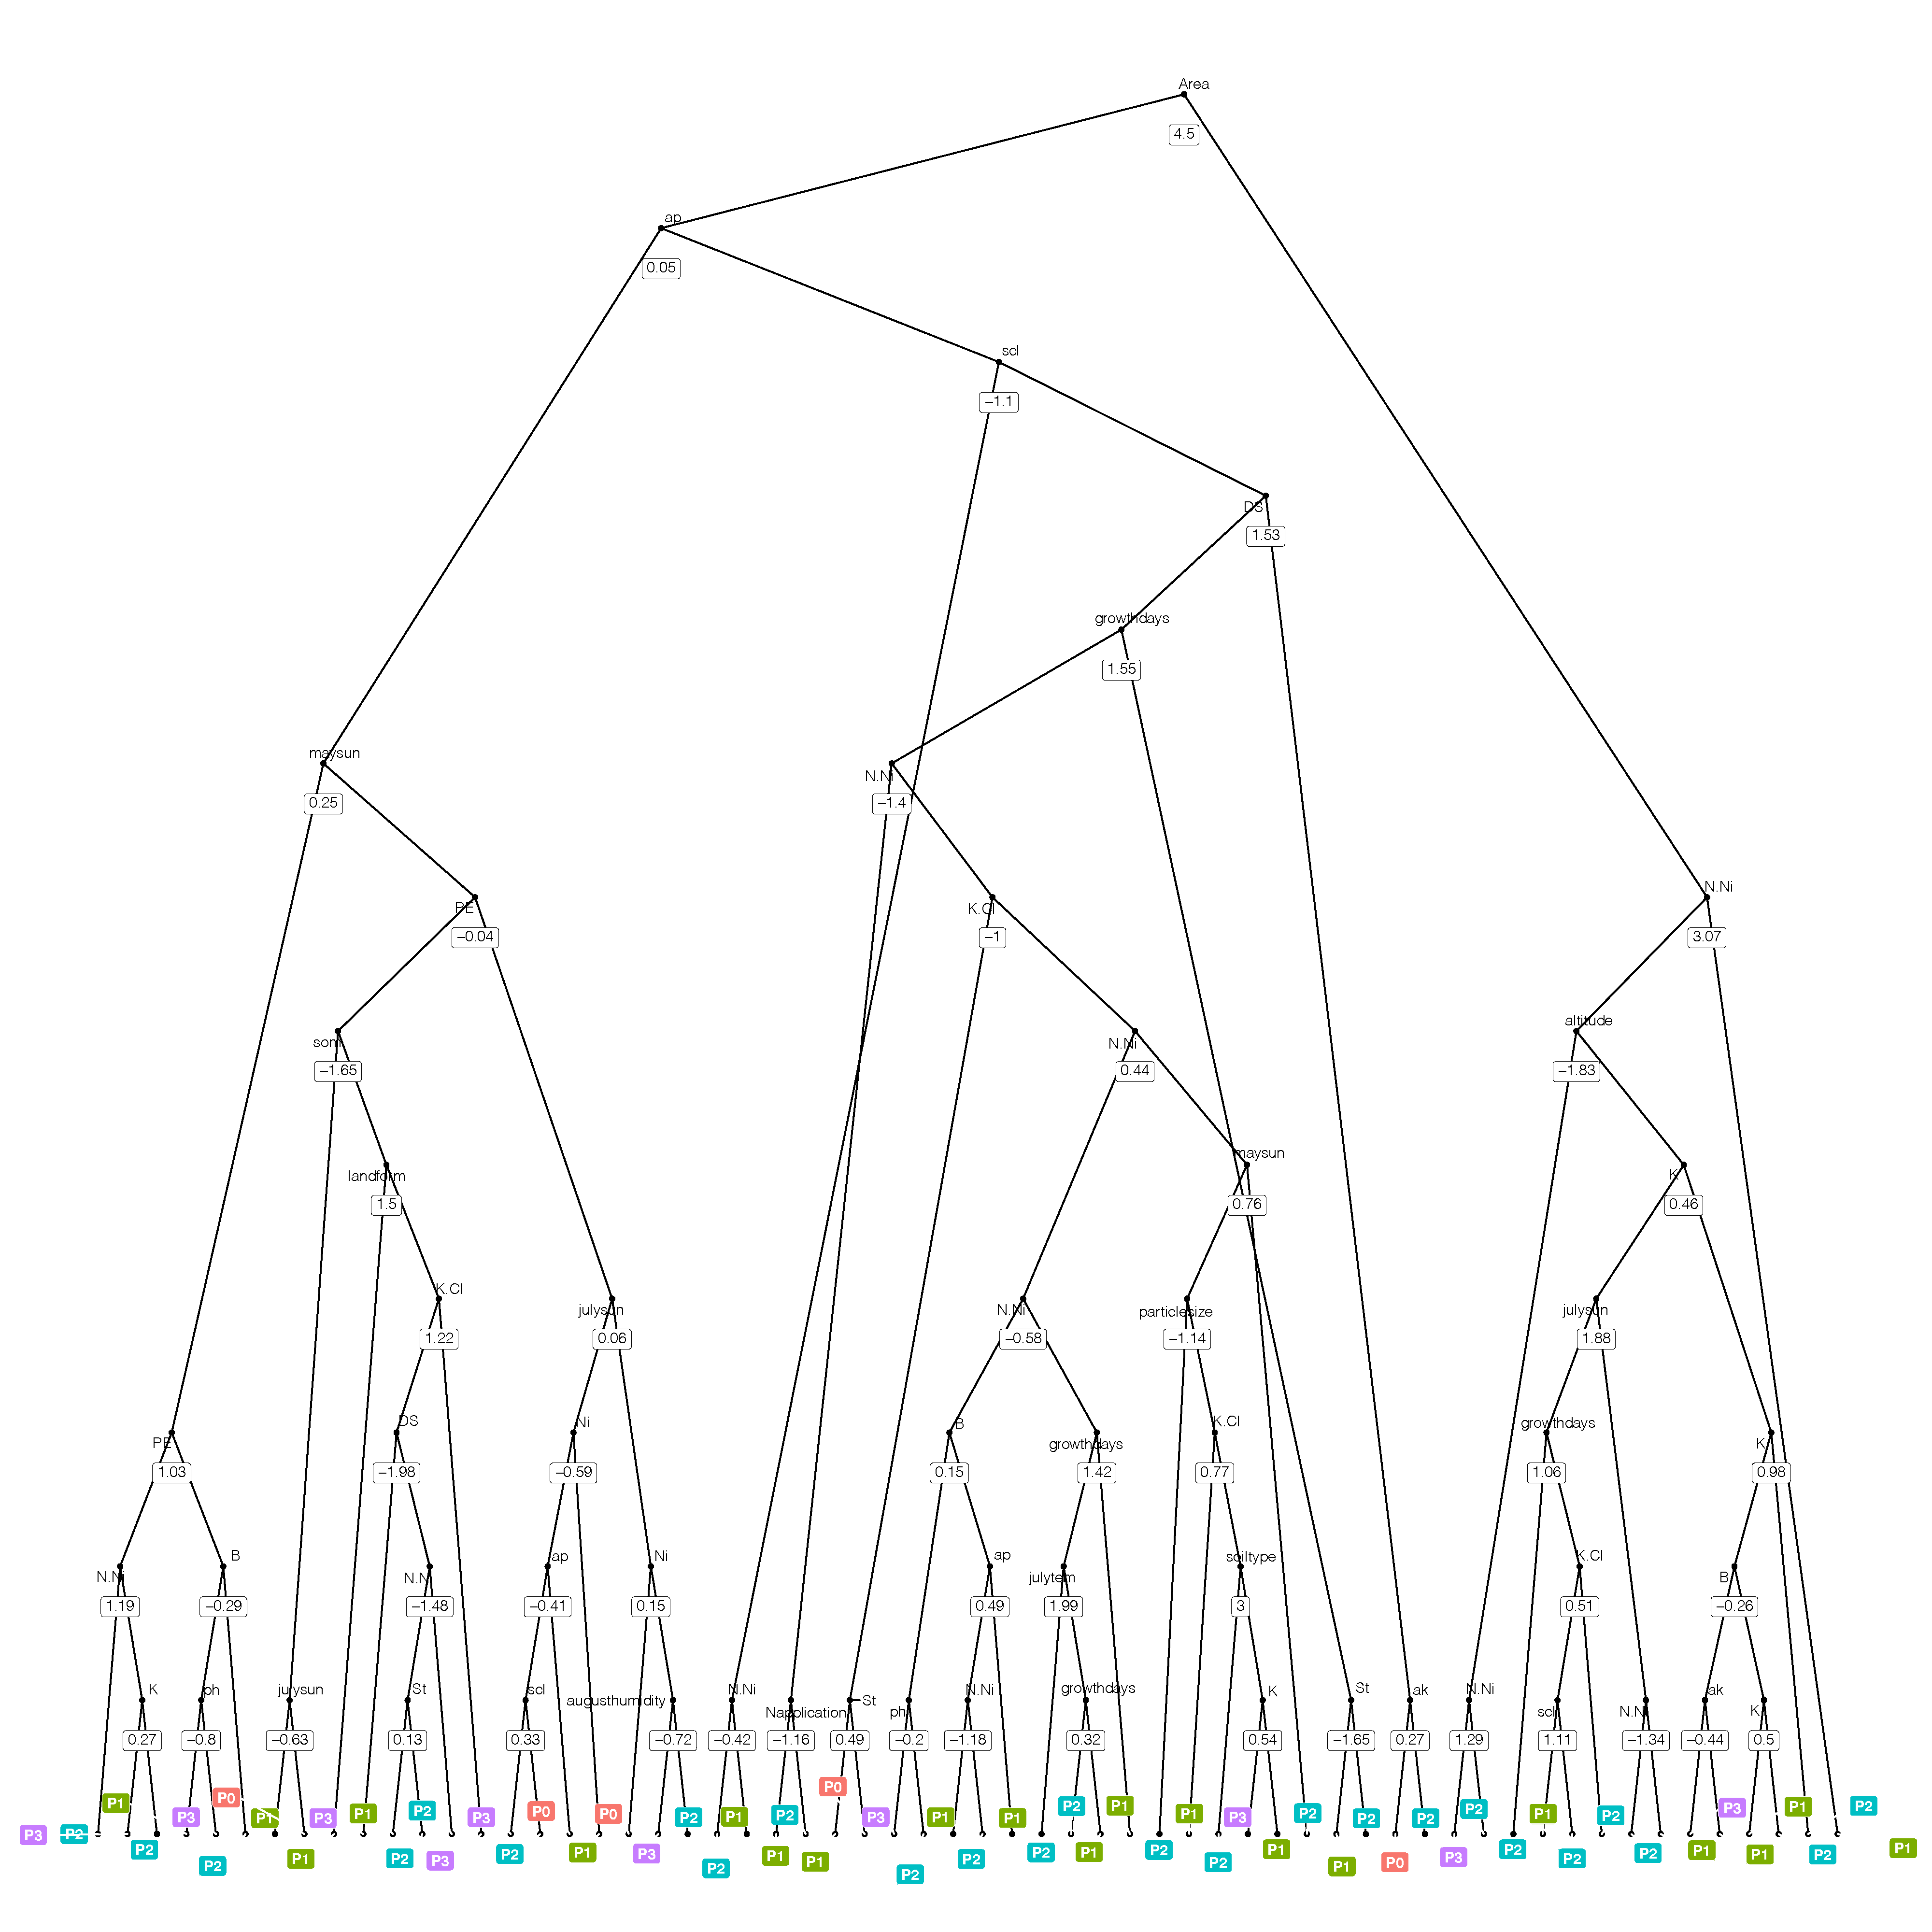 Area
4.5
ap
0.05
scl
−1.1
DS
1.53
growthdays
1.55
maysun N.Ni
0.25 −1.4
PE K.Cl N.Ni
−0.04 −1 3.07
som N.Ni altitude
−1.65 0.44 −1.83
landform maysun K
1.5 0.76 0.46
K.Cl julysun N.Ni particlesize julysun
1.22 0.06 −0.58 −1.14 1.88
PE DS Ni B growthdays K.Cl growthdays K
1.03 −1.98 −0.59 0.15 1.42 0.77 1.06 0.98
N.Ni B N.Ni ap Ni ap julytem soiltype K.Cl B
1.19 −0.29 −1.48 −0.41 0.15 0.49 1.99 3 0.51 −0.26
K ph julysun St scl augusthumidity N.Ni Napplication St ph N.Ni growthdays K St ak N.Ni scl N.Ni ak K
0.27 −0.8 −0.63 0.13 0.33 −0.72 −0.42 −1.16 0.49 −0.2 −1.18 0.32 0.54 −1.65 0.27 1.29 1.11 −1.34 −0.44 0.5
P3 P2 P1 P2 P3 P2 P0 P1 P1 P3 P1 P2 P2 P3 P3 P2 P0 P1 P0 P3 P2 P2 P1 P1 P2 P1 P0 P3 P2 P1 P2 P1 P2 P2 P1 P1 P2 P1 P2 P3 P1 P2 P1 P2 P0 P2 P3 P2 P2 P1 P2 P2 P2 P1 P3 P1 P1 P2 P2 P1